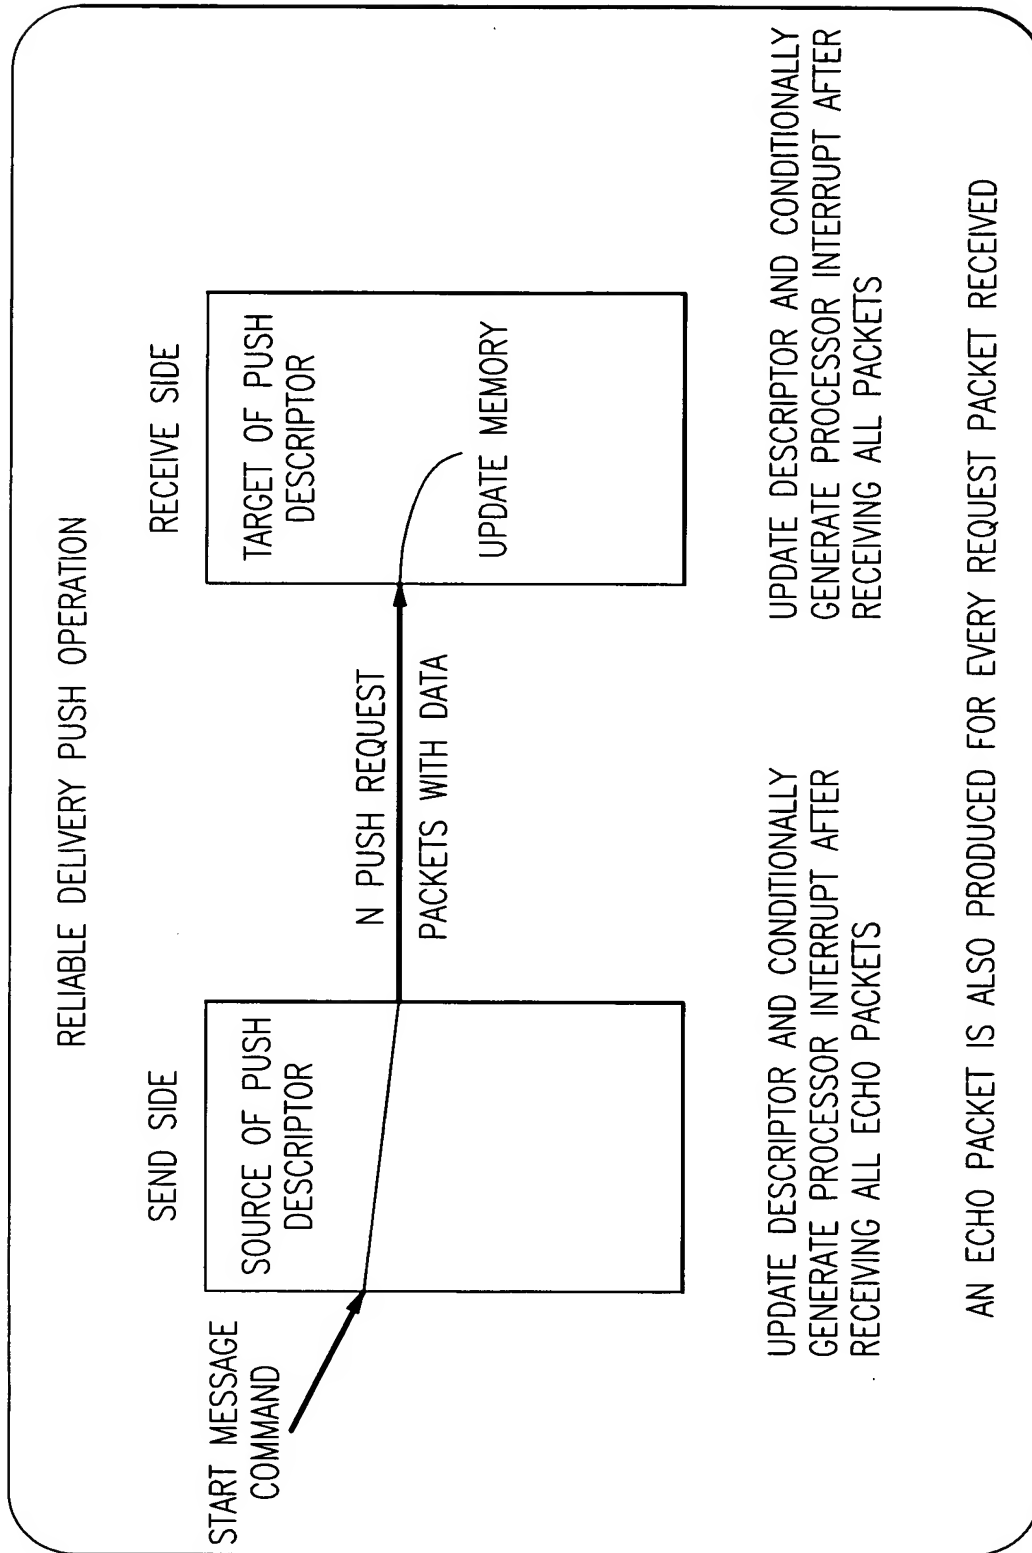 RELIABLE DELIVERY PUSH OPERATION
SEND SIDE
RECEIVE SIDE
START MESSAGE
COMMAND
SOURCE OF PUSH
DESCRIPTOR
N PUSH REQUEST
PACKETS WITH DATA
TARGET OF PUSH
DESCRIPTOR
UPDATE MEMORY
UPDATE DESCRIPTOR AND CONDITIONALLY
GENERATE PROCESSOR INTERRUPT AFTER
RECEIVING ALL ECHO PACKETS
UPDATE DESCRIPTOR AND CONDITIONALLY
GENERATE PROCESSOR INTERRUPT AFTER
RECEIVING ALL PACKETS
AN ECHO PACKET IS ALSO PRODUCED FOR EVERY REQUEST PACKET RECEIVED